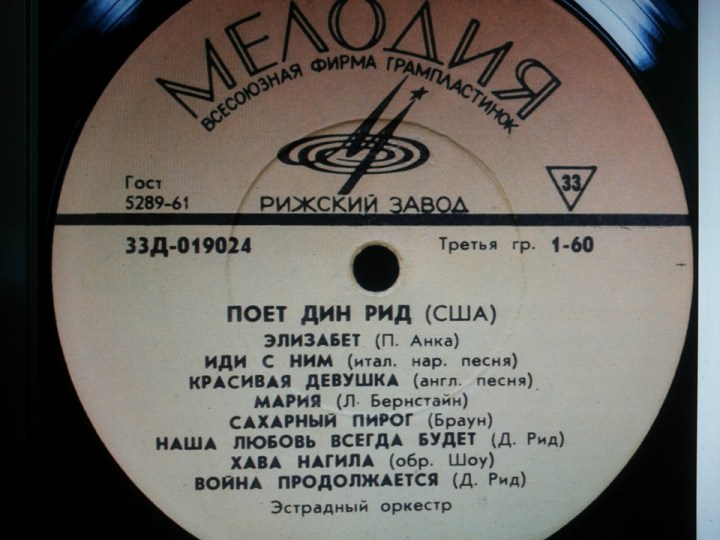 МЕЛОДИЯ
ВСЕСОЮЗНАЯ ФИРМА ГРАМПЛАСТИНОК
Гост
5289-61
33
РИЖСКИЙ ЗАВОД
33Д-019024
Третья гр. 1-60
ПОЕТ ДИН РИД (США)
ЭЛИЗАБЕТ (П. Анка)
ИДИ С НИМ (итал. нар. песня)
КРАСИВАЯ ДЕВУШКА (англ. песня)
МАРИЯ (Л. Бернстайн)
САХАРНЫЙ ПИРОГ (Браун)
НАША ЛЮБОВЬ ВСЕГДА БУДЕТ (Д. Рид)
ХАВА НАГИЛА (обр. Шоу)
ВОЙНА ПРОДОЛЖАЕТСЯ (Д. Рид)
Эстрадный оркестр